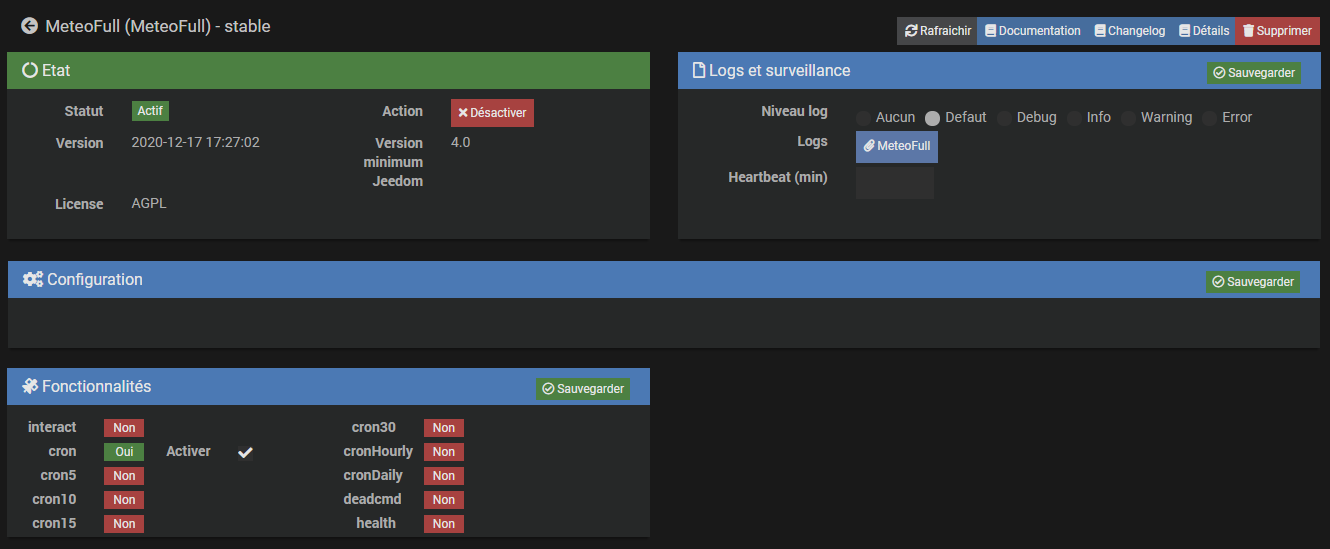 MeteoFull (MeteoFull) - stable
Rafraichir Documentation Changelog Détails Supprimer
Etat
Statut Actif Action Désactiver
Version 2020-12-17 17:27:02 Version minimum Jeedom 4.0
License AGPL
Logs et surveillance Sauvegarder
Niveau log Aucun Defaut Debug Info Warning Error
Logs MeteoFull
Heartbeat (min)
Configuration Sauvegarder
Fonctionnalités Sauvegarder
interact Non cron30 Non
cron Oui Activer cronHourly Non
cron5 Non cronDaily Non
cron10 Non deadcmd Non
cron15 Non health Non